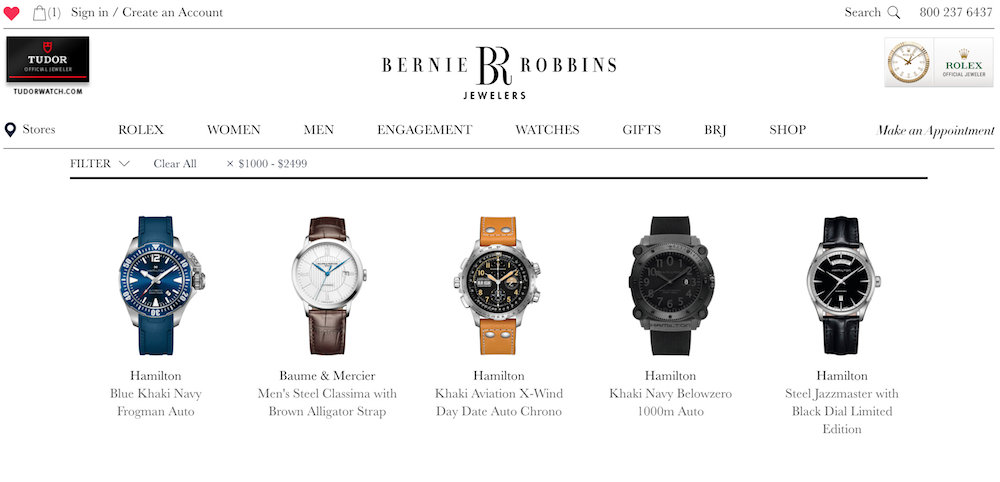 (1) Sign in / Create an Account
Search 800 237 6437
TUDOR
OFFICIAL JEWELER
TUDORWATCH.COM
BERNIE BR ROBBINS
JEWELERS
ROLEX
OFFICIAL JEWELER
Stores ROLEX WOMEN MEN ENGAGEMENT WATCHES GIFTS BRJ SHOP Make an Appointment
FILTER Clear All × $1000 - $2499
Hamilton
Blue Khaki Navy
Frogman Auto
Baume & Mercier
Men's Steel Classima with
Brown Alligator Strap
Hamilton
Khaki Aviation X-Wind
Day Date Auto Chrono
Hamilton
Khaki Navy Belowzero
1000m Auto
Hamilton
Steel Jazzmaster with
Black Dial Limited
Edition